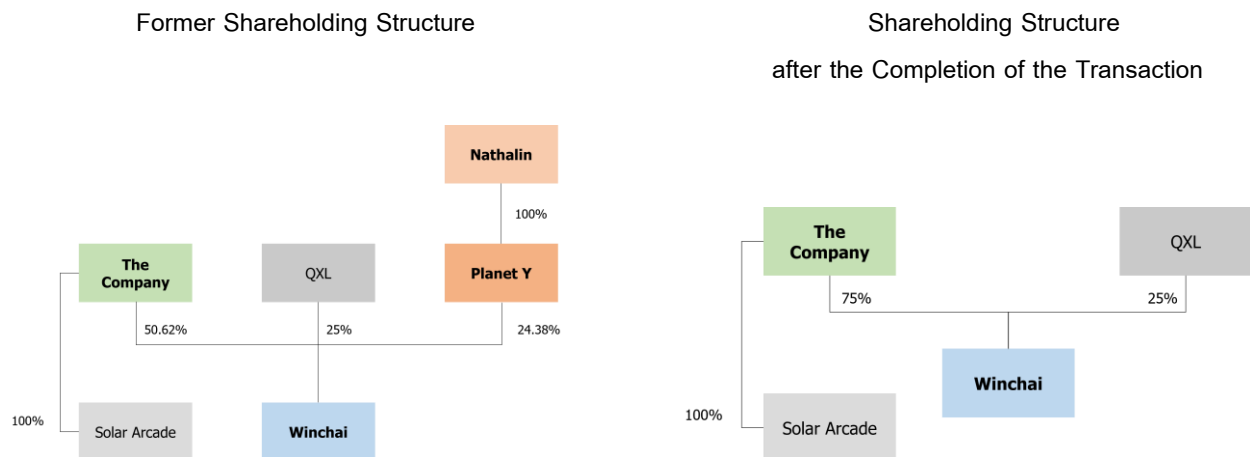 Former Shareholding Structure
Nathalin
100%
The
Company
QXL
Planet Y
50.62%
25%
24.38%
100%
Solar Arcade
Winchai
Shareholding Structure
after the Completion of the Transaction
The
Company
QXL
75%
25%
Winchai
100%
Solar Arcade